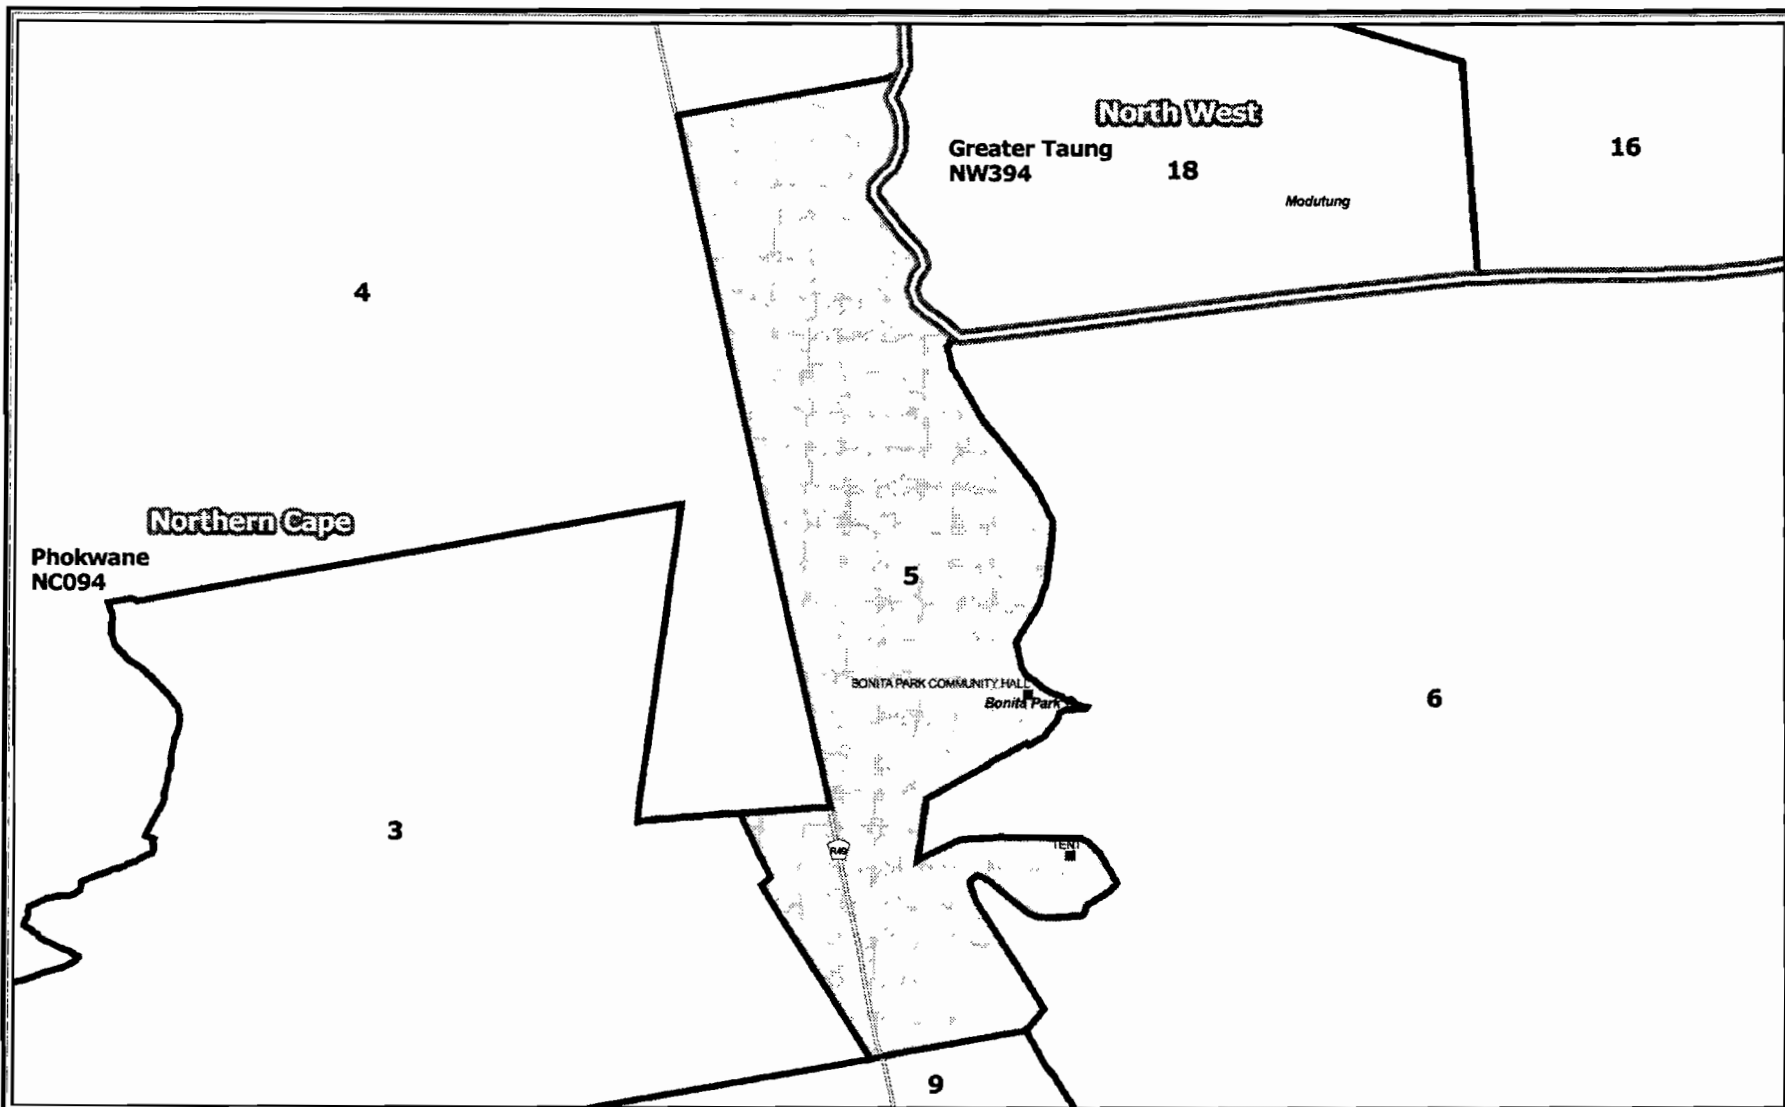 North West
Greater Taung
NW394
18
16
Modutung
4
Northern Cape
Phokwane
NC094
5
BONITA PARK COMMUNITY HALL
Bonita Park
6
3
R49
TENT
9